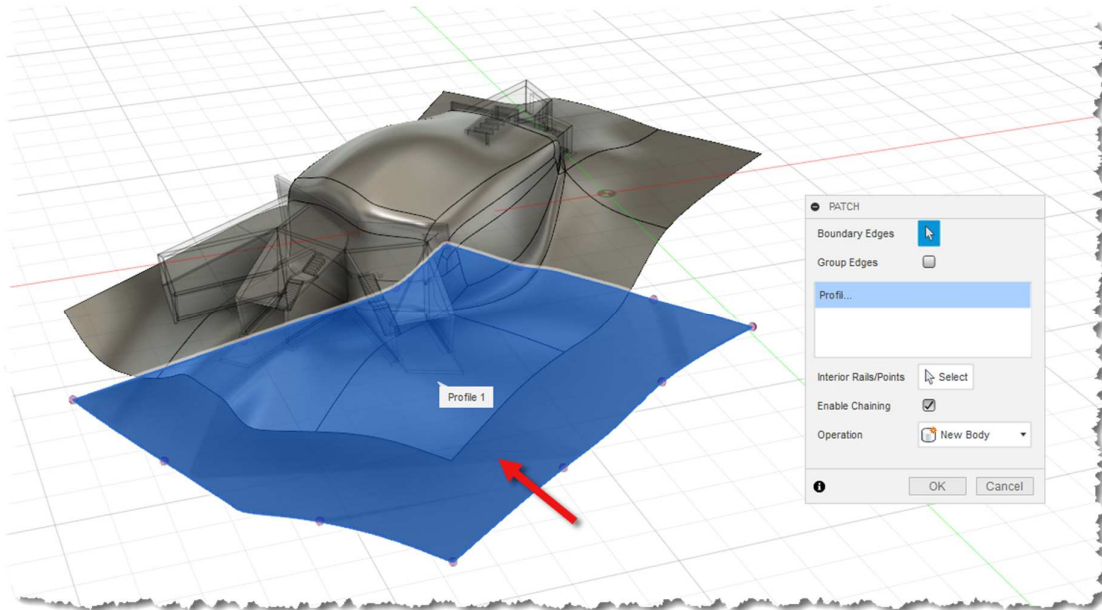 PATCH
Boundary Edges
Group Edges
Profil...
Interior Rails/Points
Select
Enable Chaining
Operation
New Body
OK
Cancel
Profile 1